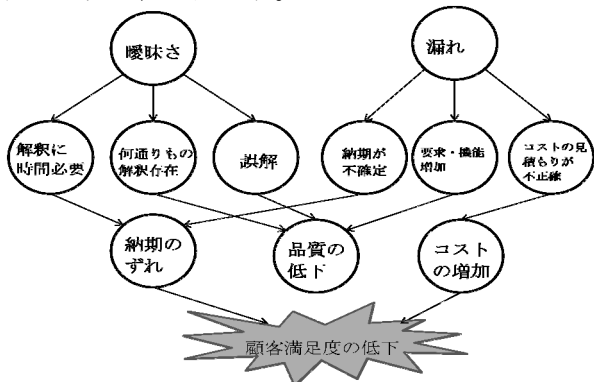 曖昧さ
漏れ
解釈に
時間必要
何通りもの
解釈存在
誤解
納期が
不確定
要求・機能
増加
コストの見
積もりが
不正確
納期の
ずれ
品質の
低下
コスト
の増加
顧客満足度の低下